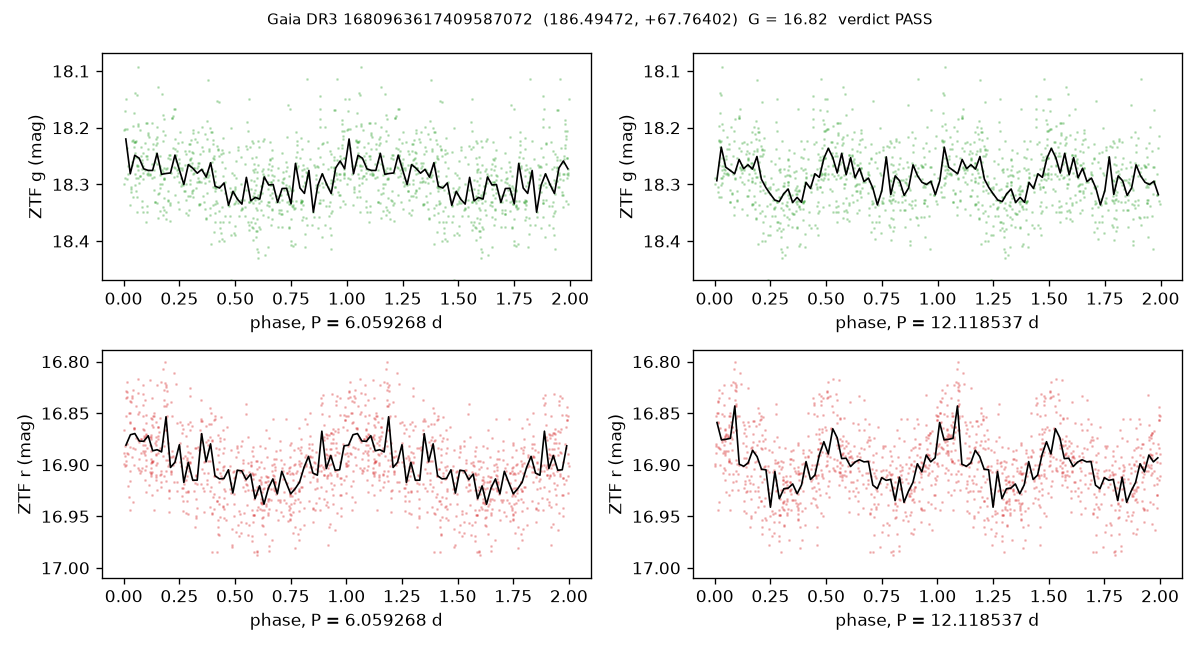 Gaia DR3 1680963617409587072  (186.49472, +67.76402)  G = 16.82  verdict PASS
18.1
18.2
18.3
18.4
ZTF g (mag)
0.00 0.25 0.50 0.75 1.00 1.25 1.50 1.75 2.00
phase, P = 6.059268 d
18.1
18.2
18.3
18.4
ZTF g (mag)
0.00 0.25 0.50 0.75 1.00 1.25 1.50 1.75 2.00
phase, P = 12.118537 d
16.80
16.85
16.90
16.95
17.00
ZTF r (mag)
0.00 0.25 0.50 0.75 1.00 1.25 1.50 1.75 2.00
phase, P = 6.059268 d
16.80
16.85
16.90
16.95
17.00
ZTF r (mag)
0.00 0.25 0.50 0.75 1.00 1.25 1.50 1.75 2.00
phase, P = 12.118537 d